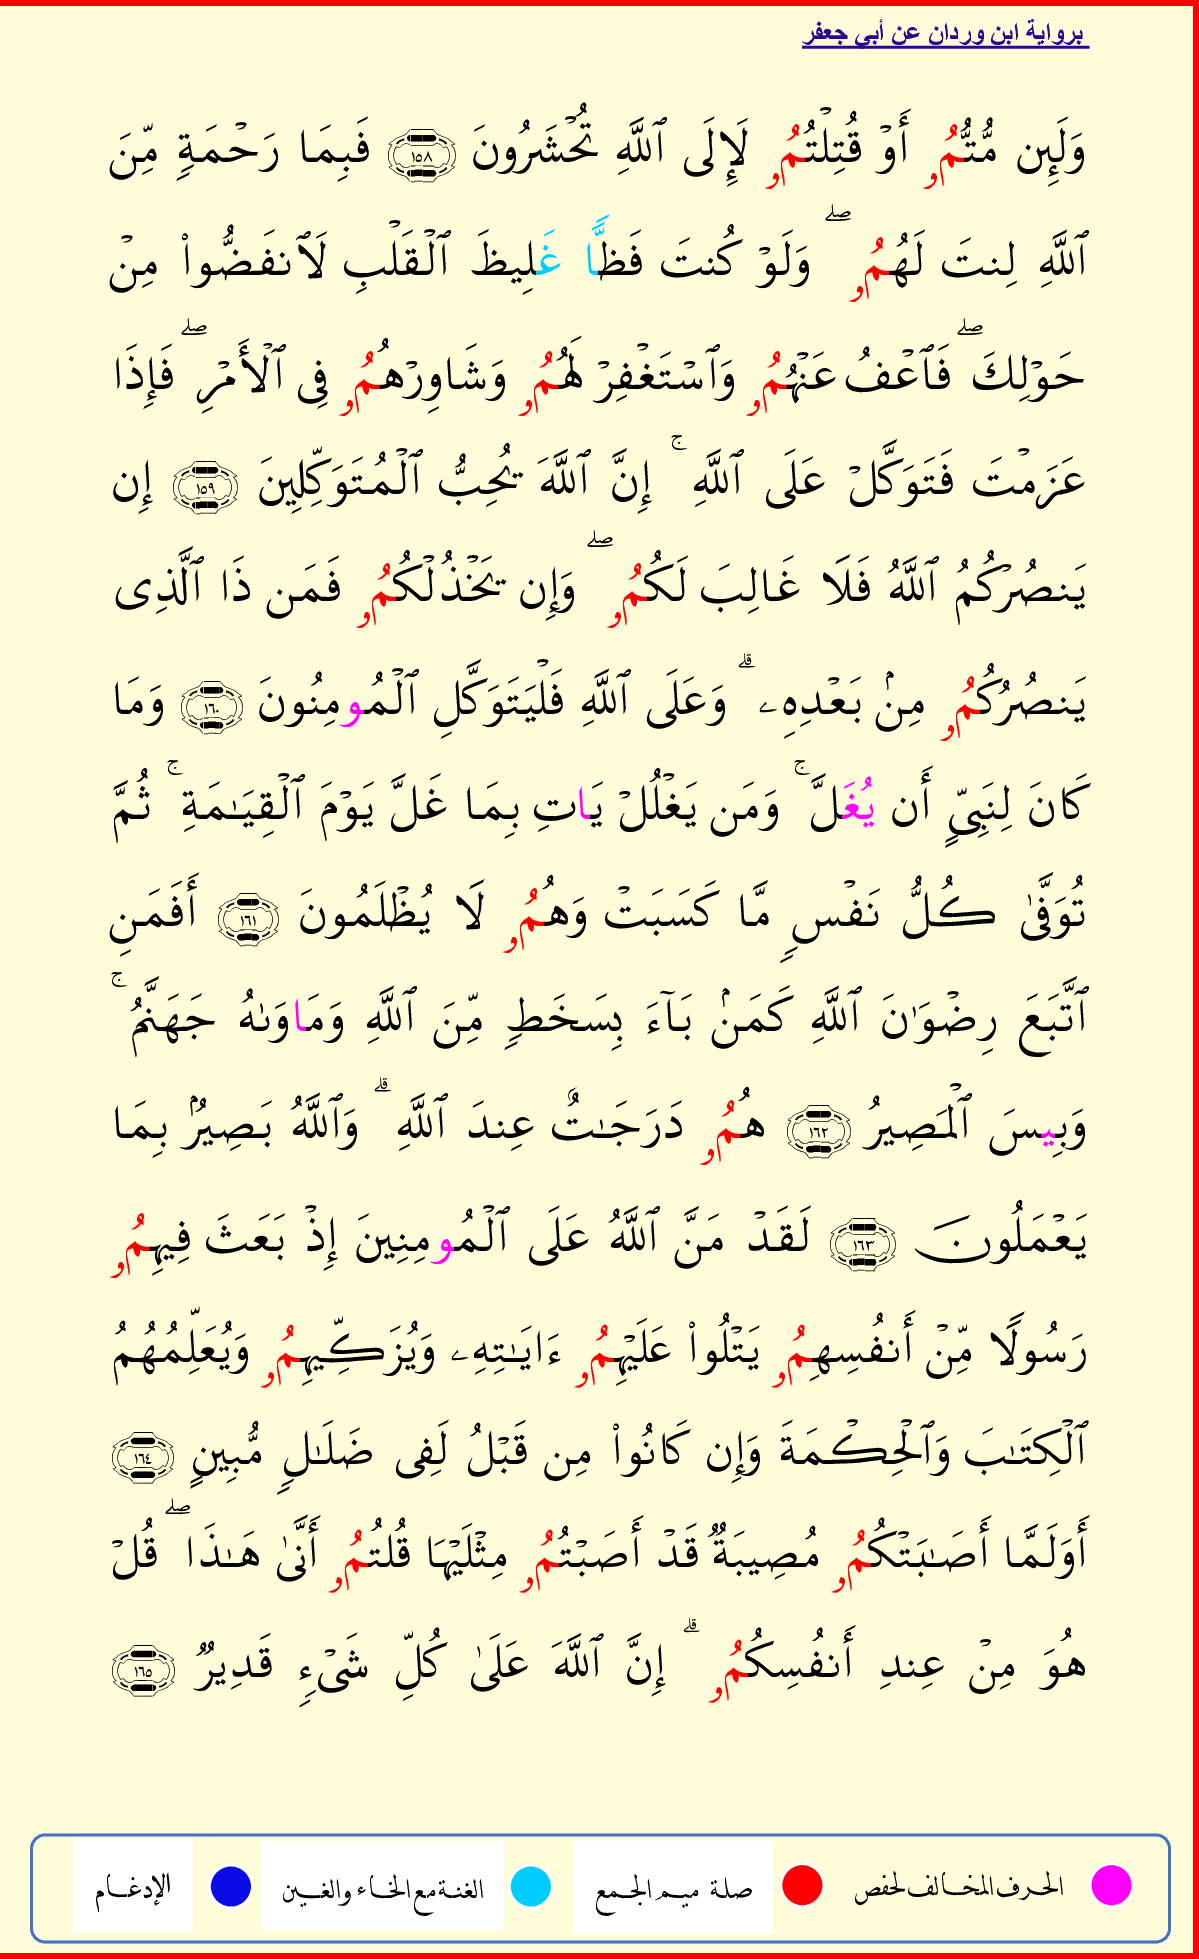 برواية ابن وردان عن أبي جعفر
وَلَئِن مُّتُّمُو أَوۡ قُتِلۡتُمُو لَإِلَى ٱللَّهِ تُحۡشَرُونَ ١٥٨ فَبِمَا رَحۡمَةٖ مِّنَ
ٱللَّهِ لِنتَ لَهُمُو ۖ وَلَوۡ كُنتَ فَظًّا غَلِيظَ ٱلۡقَلۡبِ لَٱنفَضُّواْ مِنۡ
حَوۡلِكَ ۖ فَٱعۡفُ عَنۡهُمُو وَٱسۡتَغۡفِرۡ لَهُمُو وَشَاوِرۡهُمُو فِي ٱلۡأَمۡرِ ۖ فَإِذَا
عَزَمۡتَ فَتَوَكَّلۡ عَلَى ٱللَّهِ ۚ إِنَّ ٱللَّهَ يُحِبُّ ٱلۡمُتَوَكِّلِينَ ١٥٩ إِن
يَنصُرۡكُمُ ٱللَّهُ فَلَا غَالِبَ لَكُمُو ۖ وَإِن يَخۡذُلۡكُمُو فَمَن ذَا ٱلَّذِي
يَنصُرُكُمُو مِنۢ بَعۡدِهِۦ ۗ وَعَلَى ٱللَّهِ فَلۡيَتَوَكَّلِ ٱلۡمُومِنُونَ ١٦٠ وَمَا
كَانَ لِنَبِيٍّ أَن يُغَلَّ ۚ وَمَن يَغۡلُلۡ يَاتِ بِمَا غَلَّ يَوۡمَ ٱلۡقِيَٰمَةِ ۚ ثُمَّ
تُوَفَّىٰ كُلُّ نَفۡسٖ مَّا كَسَبَتۡ وَهُمُو لَا يُظۡلَمُونَ ١٦١ أَفَمَنِ
ٱتَّبَعَ رِضۡوَٰنَ ٱللَّهِ كَمَنۢ بَآءَ بِسَخَطٖ مِّنَ ٱللَّهِ وَمَاوَىٰهُ جَهَنَّمُ ۚ
وَبِيسَ ٱلۡمَصِيرُ ١٦٢ هُمُو دَرَجَٰتٌ عِندَ ٱللَّهِ ۗ وَٱللَّهُ بَصِيرُۢ بِمَا
يَعۡمَلُونَ ١٦٣ لَقَدۡ مَنَّ ٱللَّهُ عَلَى ٱلۡمُومِنِينَ إِذۡ بَعَثَ فِيهِمُو
رَسُولٗا مِّنۡ أَنفُسِهِمُو يَتۡلُواْ عَلَيۡهِمُو ءَايَٰتِهِۦ وَيُزَكِّيهِمُو وَيُعَلِّمُهُمُ
ٱلۡكِتَٰبَ وَٱلۡحِكۡمَةَ وَإِن كَانُواْ مِن قَبۡلُ لَفِي ضَلَٰلٖ مُّبِينٍ ١٦٤
أَوَلَمَّا أَصَٰبَتۡكُمُو مُصِيبَةٞ قَدۡ أَصَبۡتُمُو مِثۡلَيۡهَا قُلتُمُو أَنَّىٰ هَٰذَا ۖ قُلۡ
هُوَ مِنۡ عِندِ أَنفُسِكُمُو ۗ إِنَّ ٱللَّهَ عَلَىٰ كُلِّ شَيۡءٖ قَدِيرٞ ١٦٥
الحرف المخالف لحفص صلة ميم الجمع الغنة مع الخاء والغين الإدغام